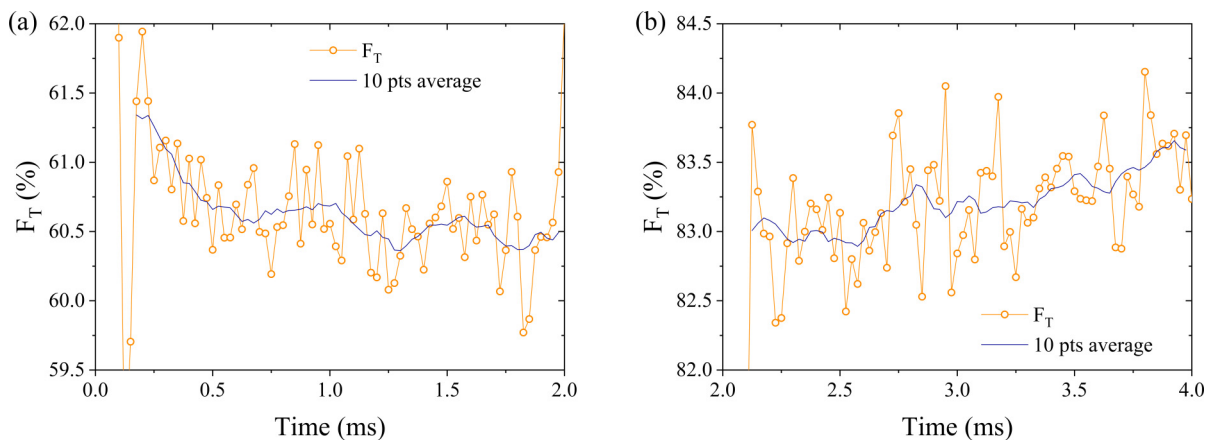 (a)
62.0
61.5
61.0
60.5
60.0
59.5
F_T (%)
0.0 0.5 1.0 1.5 2.0
Time (ms)
F_T
10 pts average
(b)
84.5
84.0
83.5
83.0
82.5
82.0
F_T (%)
2.0 2.5 3.0 3.5 4.0
Time (ms)
F_T
10 pts average